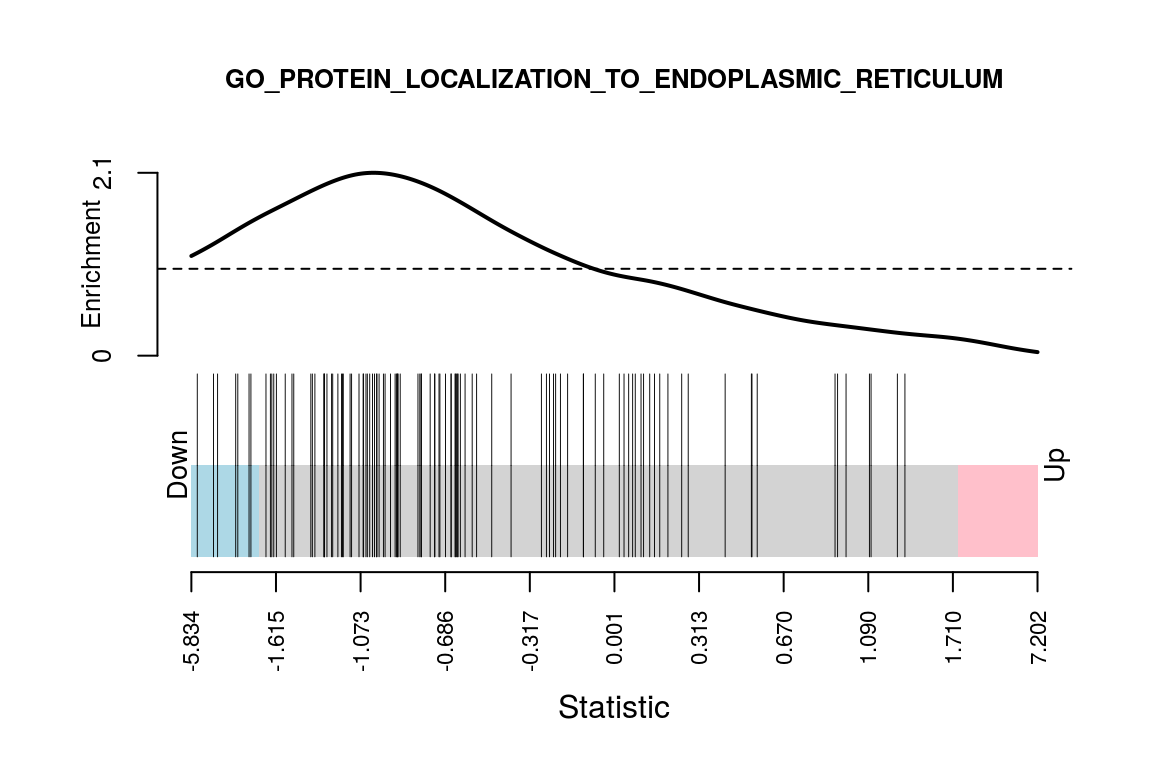 GO_PROTEIN_LOCALIZATION_TO_ENDOPLASMIC_RETICULUM
Enrichment
2.1
0
Down
Up
-5.834
-1.615
-1.073
-0.686
-0.317
0.001
0.313
0.670
1.090
1.710
7.202
Statistic